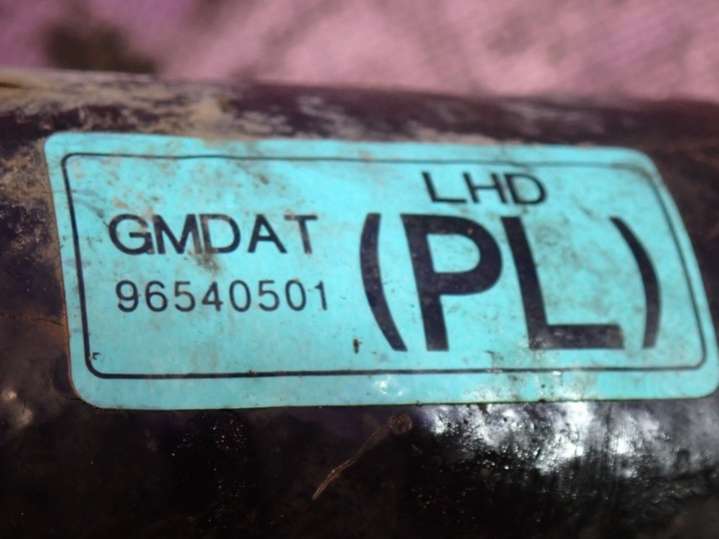 LHD
GMDAT
96540501
(PL)